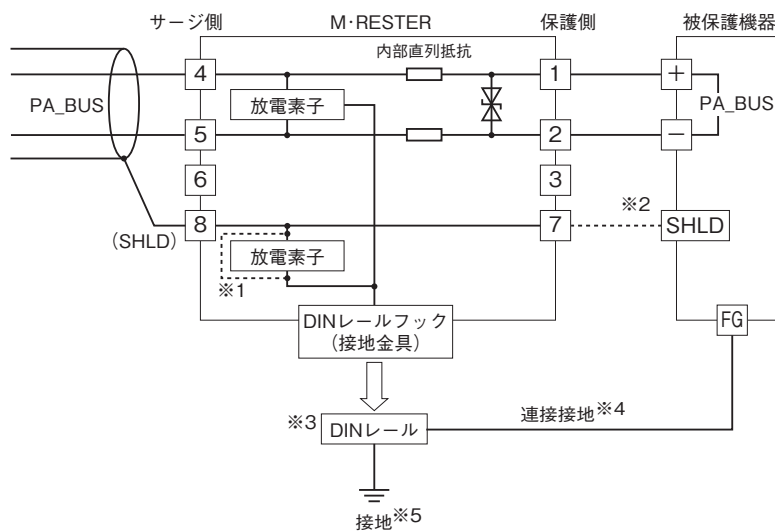 サージ側
M･RESTER
保護側
被保護機器
内部直列抵抗
4
1
+
PA_BUS
放電素子
PA_BUS
5
2
−
6
3
※2
(SHLD)
8
7
SHLD
放電素子
※1
DINレールフック
（接地金具）
FG
※3
DINレール
連接接地※4
接地※5